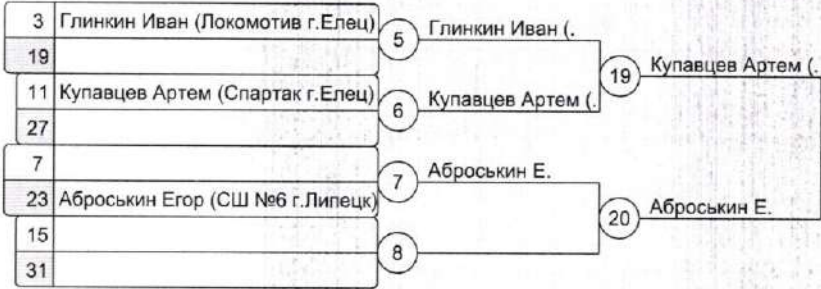 3 Глинкин Иван (Локомотив г.Елец)
19
5 Глинкин Иван (.
11 Купавцев Артем (Спартак г.Елец)
27
6 Купавцев Артем (.
19 Купавцев Артем (.
7
23 Аброськин Егор (СШ №6 г.Липецк)
7 Аброськин Е.
15
31
8
20 Аброськин Е.